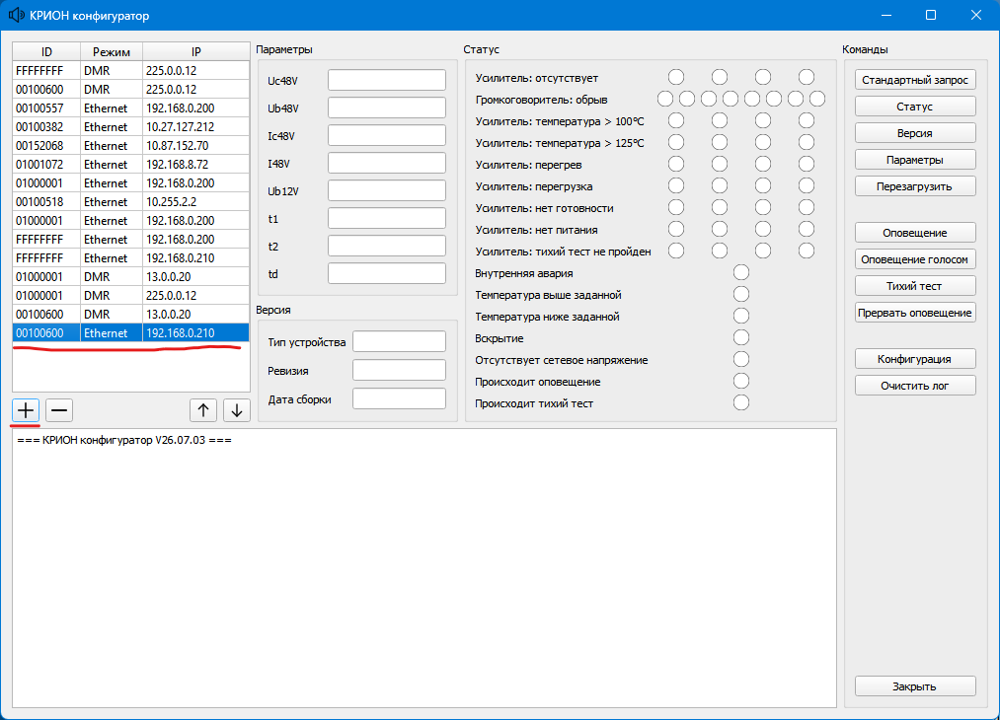 КРИОН конфигуратор
ID Режим IP
FFFFFFFF DMR 225.0.0.12
00100600 DMR 225.0.0.12
00100557 Ethernet 192.168.0.200
00100382 Ethernet 10.27.127.212
00152068 Ethernet 10.87.152.70
01001072 Ethernet 192.168.8.72
01000001 Ethernet 192.168.0.200
00100518 Ethernet 10.255.2.2
01000001 Ethernet 192.168.0.200
FFFFFFFF Ethernet 192.168.0.200
FFFFFFFF Ethernet 192.168.0.210
01000001 DMR 13.0.0.20
01000001 DMR 225.0.0.12
00100600 DMR 13.0.0.20
00100600 Ethernet 192.168.0.210
Параметры
Uc48V
Ub48V
Ic48V
I48V
Ub12V
t1
t2
td
Версия
Тип устройства
Ревизия
Дата сборки
Статус
Усилитель: отсутствует
Громкоговоритель: обрыв
Усилитель: температура > 100°C
Усилитель: температура > 125°C
Усилитель: перегрев
Усилитель: перегрузка
Усилитель: нет готовности
Усилитель: нет питания
Усилитель: тихий тест не пройден
Внутренняя авария
Температура выше заданной
Температура ниже заданной
Вскрытие
Отсутствует сетевое напряжение
Происходит оповещение
Происходит тихий тест
Команды
Стандартный запрос
Статус
Версия
Параметры
Перезагрузить
Оповещение
Оповещение голосом
Тихий тест
Прервать оповещение
Конфигурация
Очистить лог
=== КРИОН конфигуратор V26.07.03 ===
Закрыть